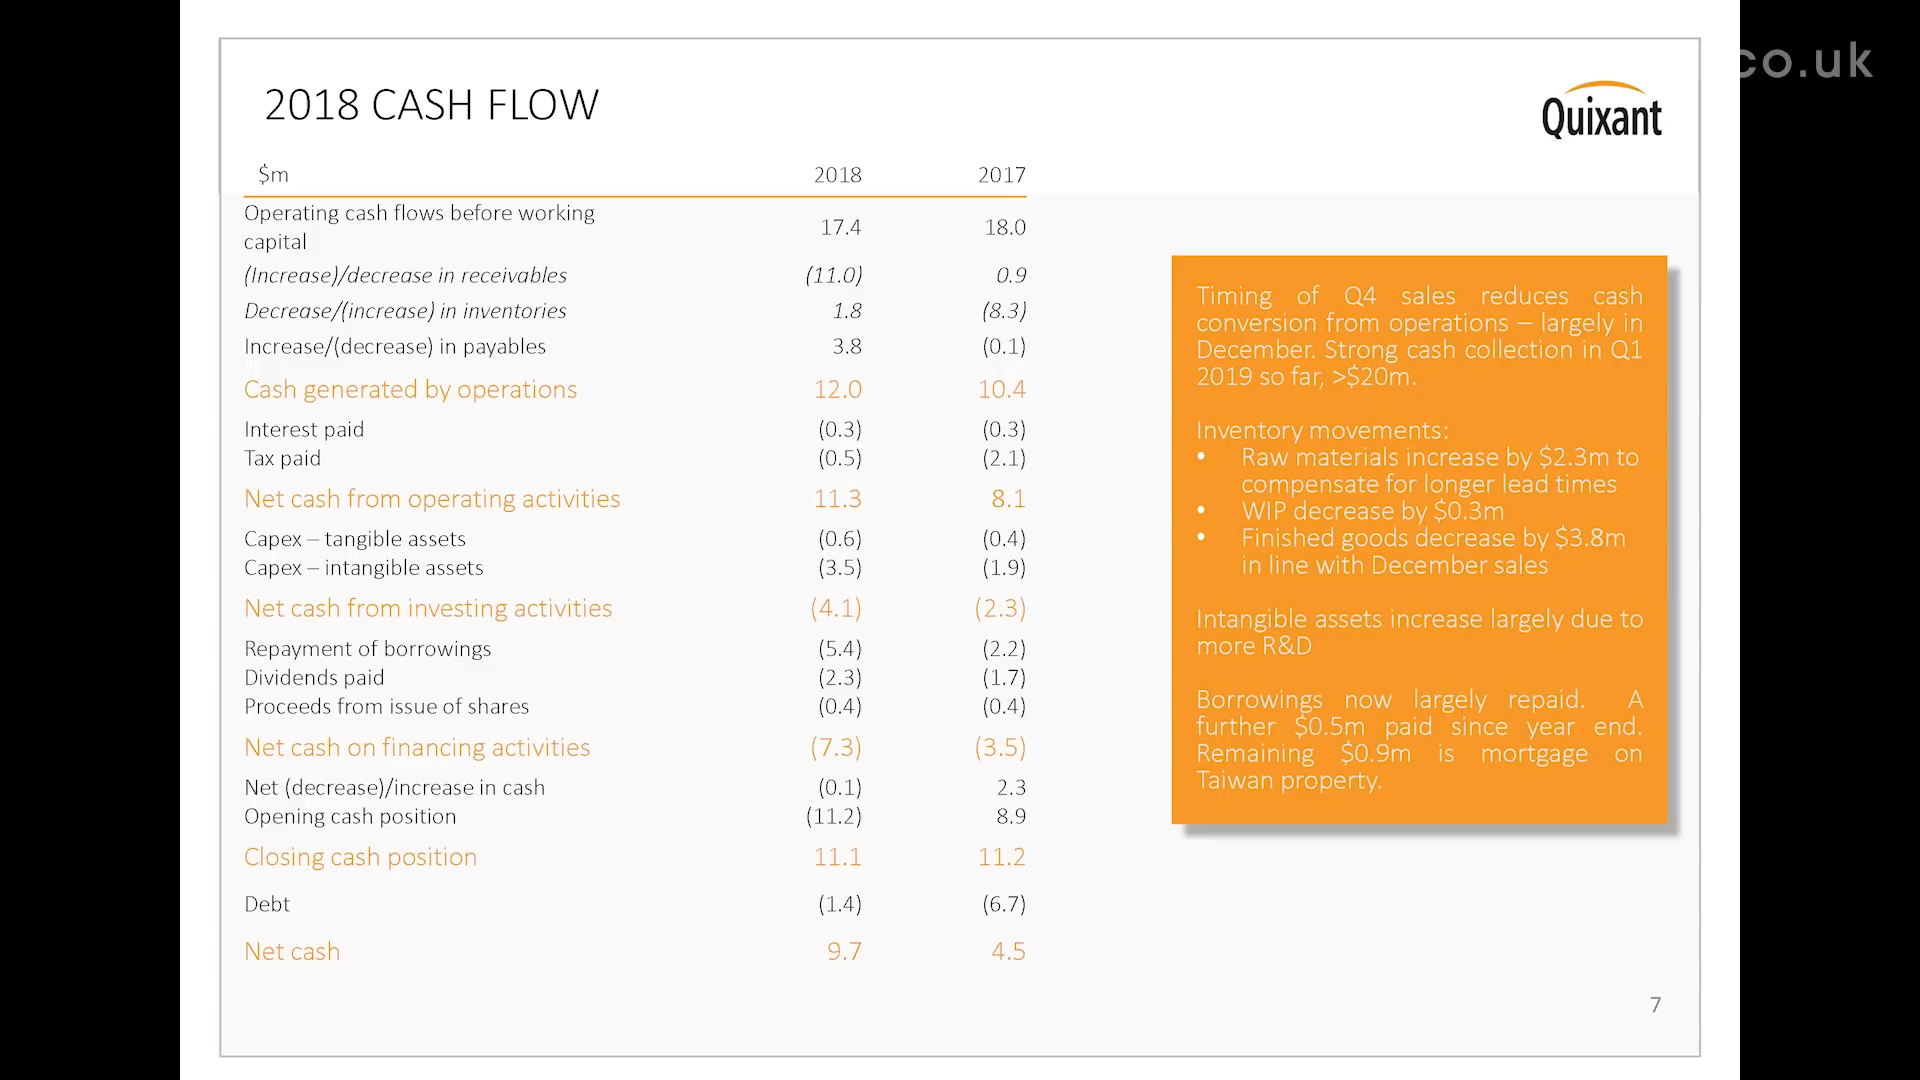 co.uk
2018 CASH FLOW
Quixant
$m 2018 2017
Operating cash flows before working
capital 17.4 18.0
(Increase)/decrease in receivables (11.0) 0.9
Decrease/(increase) in inventories 1.8 (8.3)
Increase/(decrease) in payables 3.8 (0.1)
Cash generated by operations 12.0 10.4
Interest paid (0.3) (0.3)
Tax paid (0.5) (2.1)
Net cash from operating activities 11.3 8.1
Capex – tangible assets (0.6) (0.4)
Capex – intangible assets (3.5) (1.9)
Net cash from investing activities (4.1) (2.3)
Repayment of borrowings (5.4) (2.2)
Dividends paid (2.3) (1.7)
Proceeds from issue of shares (0.4) (0.4)
Net cash on financing activities (7.3) (3.5)
Net (decrease)/increase in cash (0.1) 2.3
Opening cash position (11.2) 8.9
Closing cash position 11.1 11.2
Debt (1.4) (6.7)
Net cash 9.7 4.5
Timing of Q4 sales reduces cash
conversion from operations – largely in
December. Strong cash collection in Q1
2019 so far, >$20m.
Inventory movements:
• Raw materials increase by $2.3m to
compensate for longer lead times
• WIP decrease by $0.3m
• Finished goods decrease by $3.8m
in line with December sales
Intangible assets increase largely due to
more R&D
Borrowings now largely repaid. A
further $0.5m paid since year end.
Remaining $0.9m is mortgage on
Taiwan property.
7